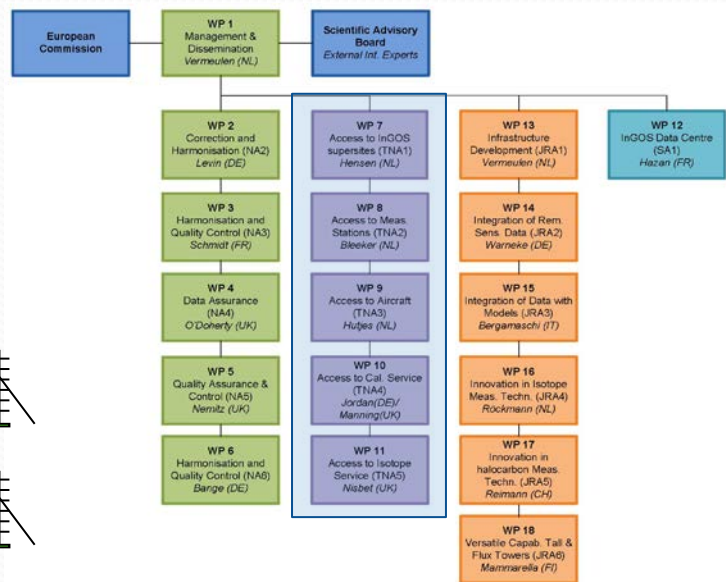 European
Commission
WP 1
Management &
Dissemination
Vermeulen (NL)
Scientific Advisory
Board
External Int. Experts
WP 2
Correction and
Harmonisation (NA2)
Levin (DE)
WP 3
Harmonisation and
Quality Control (NA3)
Schmidt (FR)
WP 4
Data Assurance
(NA4)
O'Doherty (UK)
WP 5
Quality Assurance &
Control (NA5)
Nemitz (UK)
WP 6
Harmonisation and
Quality Control (NA6)
Bange (DE)
WP 7
Access to InGOS
supersites (TNA1)
Hensen (NL)
WP 8
Access to Meas.
Stations (TNA2)
Bleeker (NL)
WP 9
Access to Aircraft
(TNA3)
Hutjes (NL)
WP 10
Access to Cal. Service
(TNA4)
Jordan(DE)/
Manning(UK)
WP 11
Access to Isotope
Service (TNA5)
Nisbet (UK)
WP 13
Infrastructure
Development (JRA1)
Vermeulen (NL)
WP 14
Integration of Rem.
Sens. Data (JRA2)
Warneke (DE)
WP 15
Integration of Data with
Models (JRA3)
Bergamaschi (IT)
WP 16
Innovation in Isotope
Meas. Techn. (JRA4)
Röckmann (NL)
WP 17
Innovation in
halocarbon Meas.
Techn. (JRA5)
Reimann (CH)
WP 18
Versatile Capab. Tall &
Flux Towers (JRA6)
Mammarella (FI)
WP 12
InGOS Data Centre
(SA1)
Hazan (FR)